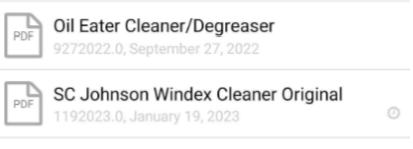 PDF
Oil Eater Cleaner/Degreaser
9272022.0, September 27, 2022
PDF
SC Johnson Windex Cleaner Original
1192023.0, January 19, 2023